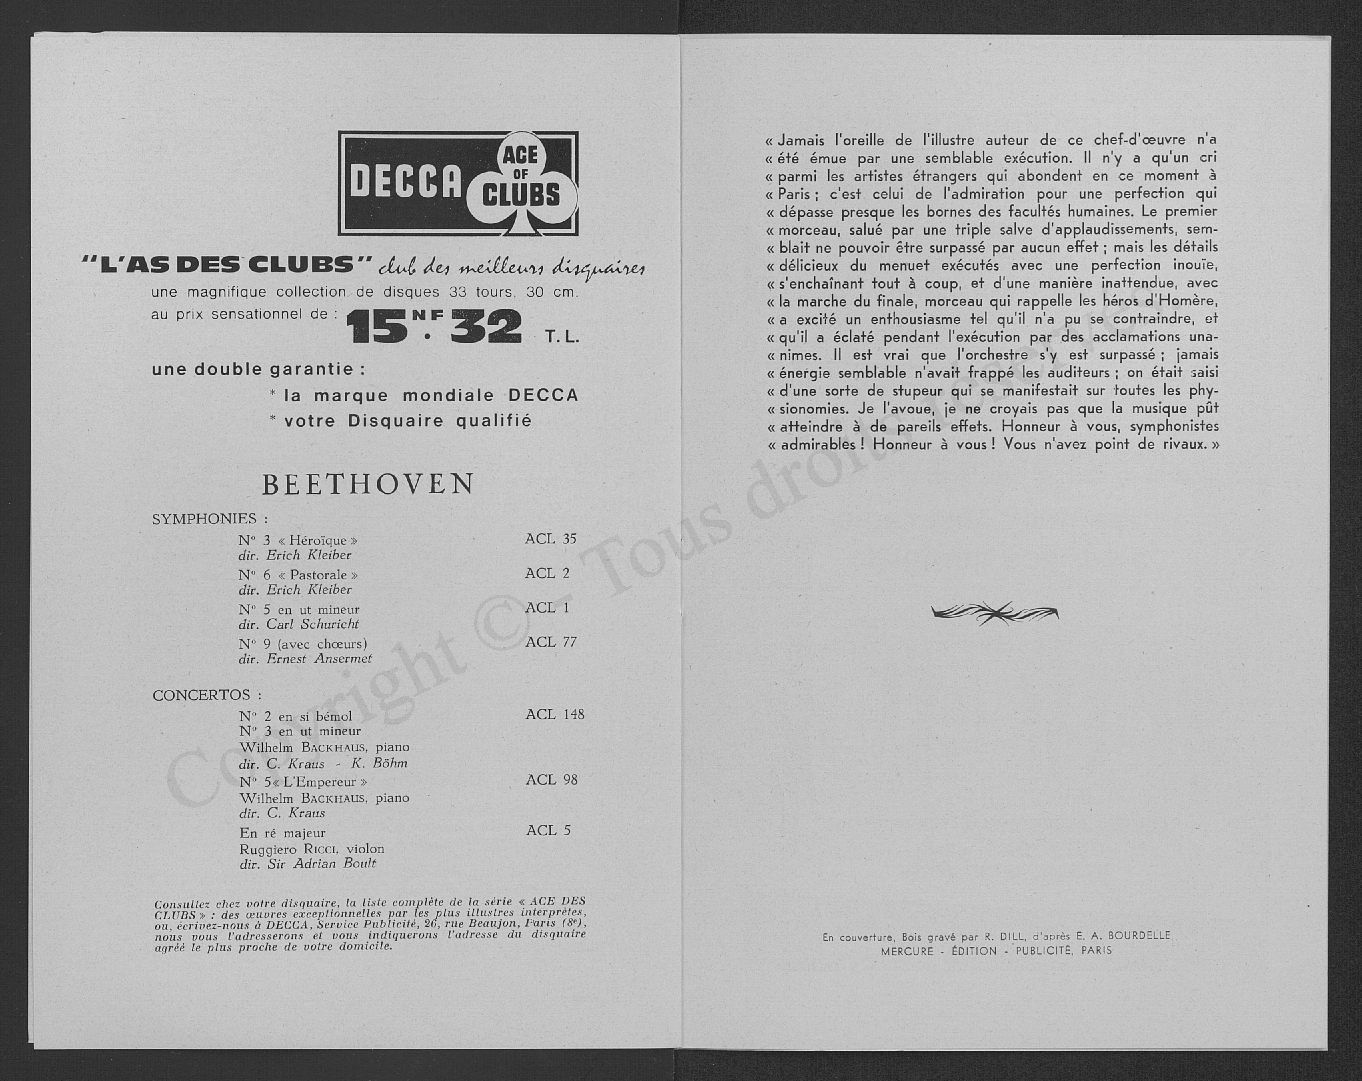 DECCA
ACE
OF
CLUBS
"L'AS DES CLUBS" club des meilleurs disquaires
une magnifique collection de disques 33 tours, 30 cm.
au prix sensationnel de : 15 NF. 32 T.L.
une double garantie :
* la marque mondiale DECCA
* votre Disquaire qualifié
BEETHOVEN
SYMPHONIES :
N° 3 « Héroïque » ACL 35
dir. Erich Kleiber
N° 6 « Pastorale » ACL 2
dir. Erich Kleiber
N° 5 en ut mineur ACL 1
dir. Carl Schuricht
N° 9 (avec chœurs) ACL 77
dir. Ernest Ansermet
CONCERTOS :
N° 2 en si bémol ACL 148
N° 3 en ut mineur
Wilhelm BACKHAUS, piano
dir. C. Kraus - K. Böhm
N° 5 « L'Empereur » ACL 98
Wilhelm BACKHAUS, piano
dir. C. Kraus
En ré majeur ACL 5
Ruggiero RICCI, violon
dir. Sir Adrian Boult
Consultez chez votre disquaire, la liste complète de la série « ACE DES
CLUBS » : des œuvres exceptionnelles par les plus illustres interprètes,
ou, écrivez-nous à DECCA, Service Publicité, 26, rue Beaujon, Paris (8e),
nous vous l'adresserons et vous indiquerons l'adresse du disquaire
agréé le plus proche de votre domicile.
« Jamais l'oreille de l'illustre auteur de ce chef-d'œuvre n'a
« été émue par une semblable exécution. Il n'y a qu'un cri
« parmi les artistes étrangers qui abondent en ce moment à
« Paris ; c'est celui de l'admiration pour une perfection qui
« dépasse presque les bornes des facultés humaines. Le premier
« morceau, salué par une triple salve d'applaudissements, sem-
« blait ne pouvoir être surpassé par aucun effet ; mais les détails
« délicieux du menuet exécutés avec une perfection inouïe,
« s'enchaînant tout à coup, et d'une manière inattendue, avec
« la marche du finale, morceau qui rappelle les héros d'Homère,
« a excité un enthousiasme tel qu'il n'a pu se contraindre, et
« qu'il a éclaté pendant l'exécution par des acclamations una-
« nimes. Il est vrai que l'orchestre s'y est surpassé ; jamais
« énergie semblable n'avait frappé les auditeurs ; on était saisi
« d'une sorte de stupeur qui se manifestait sur toutes les phy-
« sionomies. Je l'avoue, je ne croyais pas que la musique pût
« atteindre à de pareils effets. Honneur à vous, symphonistes
« admirables ! Honneur à vous ! Vous n'avez point de rivaux. »
En couverture, Bois gravé par R. DILL, d'après E. A. BOURDELLE
MERCURE - ÉDITION - PUBLICITÉ, PARIS
Copyright © - Tous droits réservés